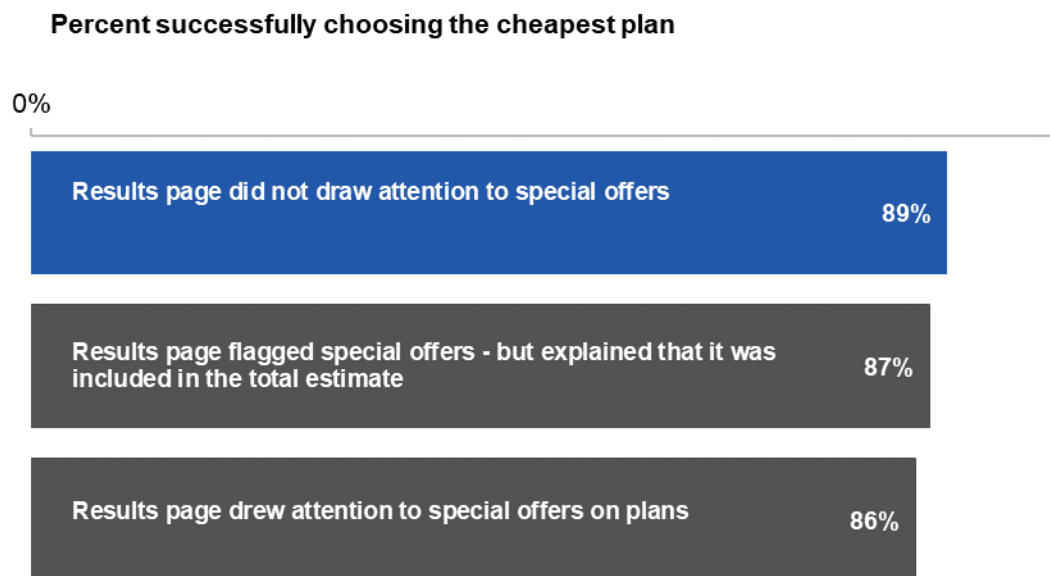 Percent successfully choosing the cheapest plan
0%
Results page did not draw attention to special offers
89%
Results page flagged special offers - but explained that it was
included in the total estimate
87%
Results page drew attention to special offers on plans
86%